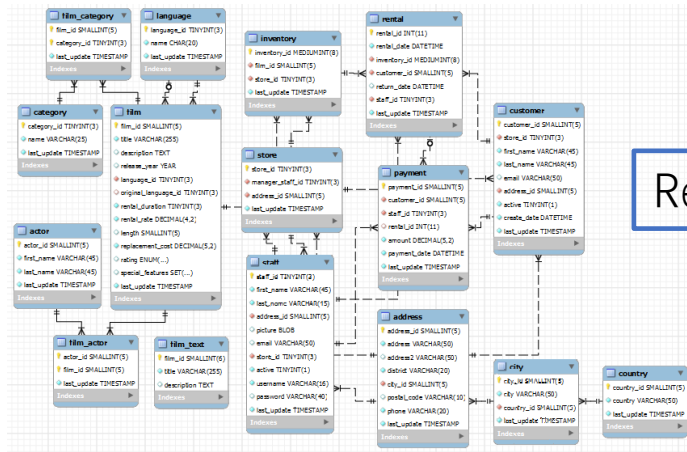 film_category
film_id SMALLINT(5)
category_id TINYINT(3)
last_update TIMESTAMP
Indexes
language
language_id TINYINT(3)
name CHAR(20)
last_update TIMESTAMP
Indexes
inventory
inventory_id MEDIUMINT(8)
film_id SMALLINT(5)
store_id TINYINT(3)
last_update TIMESTAMP
Indexes
rental
rental_id INT(11)
rental_date DATETIME
inventory_id MEDIUMINT(8)
customer_id SMALLINT(5)
return_date DATETIME
staff_id TINYINT(3)
last_update TIMESTAMP
Indexes
category
category_id TINYINT(3)
name VARCHAR(25)
last_update TIMESTAMP
Indexes
film
film_id SMALLINT(5)
title VARCHAR(255)
description TEXT
release_year YEAR
language_id TINYINT(3)
original_language_id TINYINT(3)
rental_duration TINYINT(3)
rental_rate DECIMAL(4,2)
length SMALLINT(5)
replacement_cost DECIMAL(5,2)
rating ENUM(...)
special_features SET(...)
last_update TIMESTAMP
Indexes
customer
customer_id SMALLINT(5)
store_id TINYINT(3)
first_name VARCHAR(45)
last_name VARCHAR(45)
email VARCHAR(50)
address_id SMALLINT(5)
active TINYINT(1)
create_date DATETIME
last_update TIMESTAMP
Indexes
Re
store
store_id TINYINT(3)
manager_staff_id TINYINT(3)
address_id SMALLINT(5)
last_update TIMESTAMP
Indexes
payment
payment_id SMALLINT(5)
customer_id SMALLINT(5)
staff_id TINYINT(3)
rental_id INT(11)
amount DECIMAL(5,2)
payment_date DATETIME
last_update TIMESTAMP
Indexes
actor
actor_id SMALLINT(5)
first_name VARCHAR(45)
last_name VARCHAR(45)
last_update TIMESTAMP
Indexes
staff
staff_id TINYINT(3)
first_name VARCHAR(45)
last_name VARCHAR(45)
address_id SMALLINT(5)
picture BLOB
email VARCHAR(50)
store_id TINYINT(3)
active TINYINT(1)
username VARCHAR(16)
password VARCHAR(40)
last_update TIMESTAMP
Indexes
address
address_id SMALLINT(5)
address VARCHAR(50)
address2 VARCHAR(50)
district VARCHAR(20)
city_id SMALLINT(5)
postal_code VARCHAR(10)
phone VARCHAR(20)
last_update TIMESTAMP
Indexes
film_actor
actor_id SMALLINT(5)
film_id SMALLINT(5)
last_update TIMESTAMP
Indexes
film_text
film_id SMALLINT(6)
title VARCHAR(255)
description TEXT
Indexes
city
city_id SMALLINT(5)
city VARCHAR(50)
country_id SMALLINT(5)
last_update TIMESTAMP
Indexes
country
country_id SMALLINT(5)
country VARCHAR(50)
last_update TIMESTAMP
Indexes